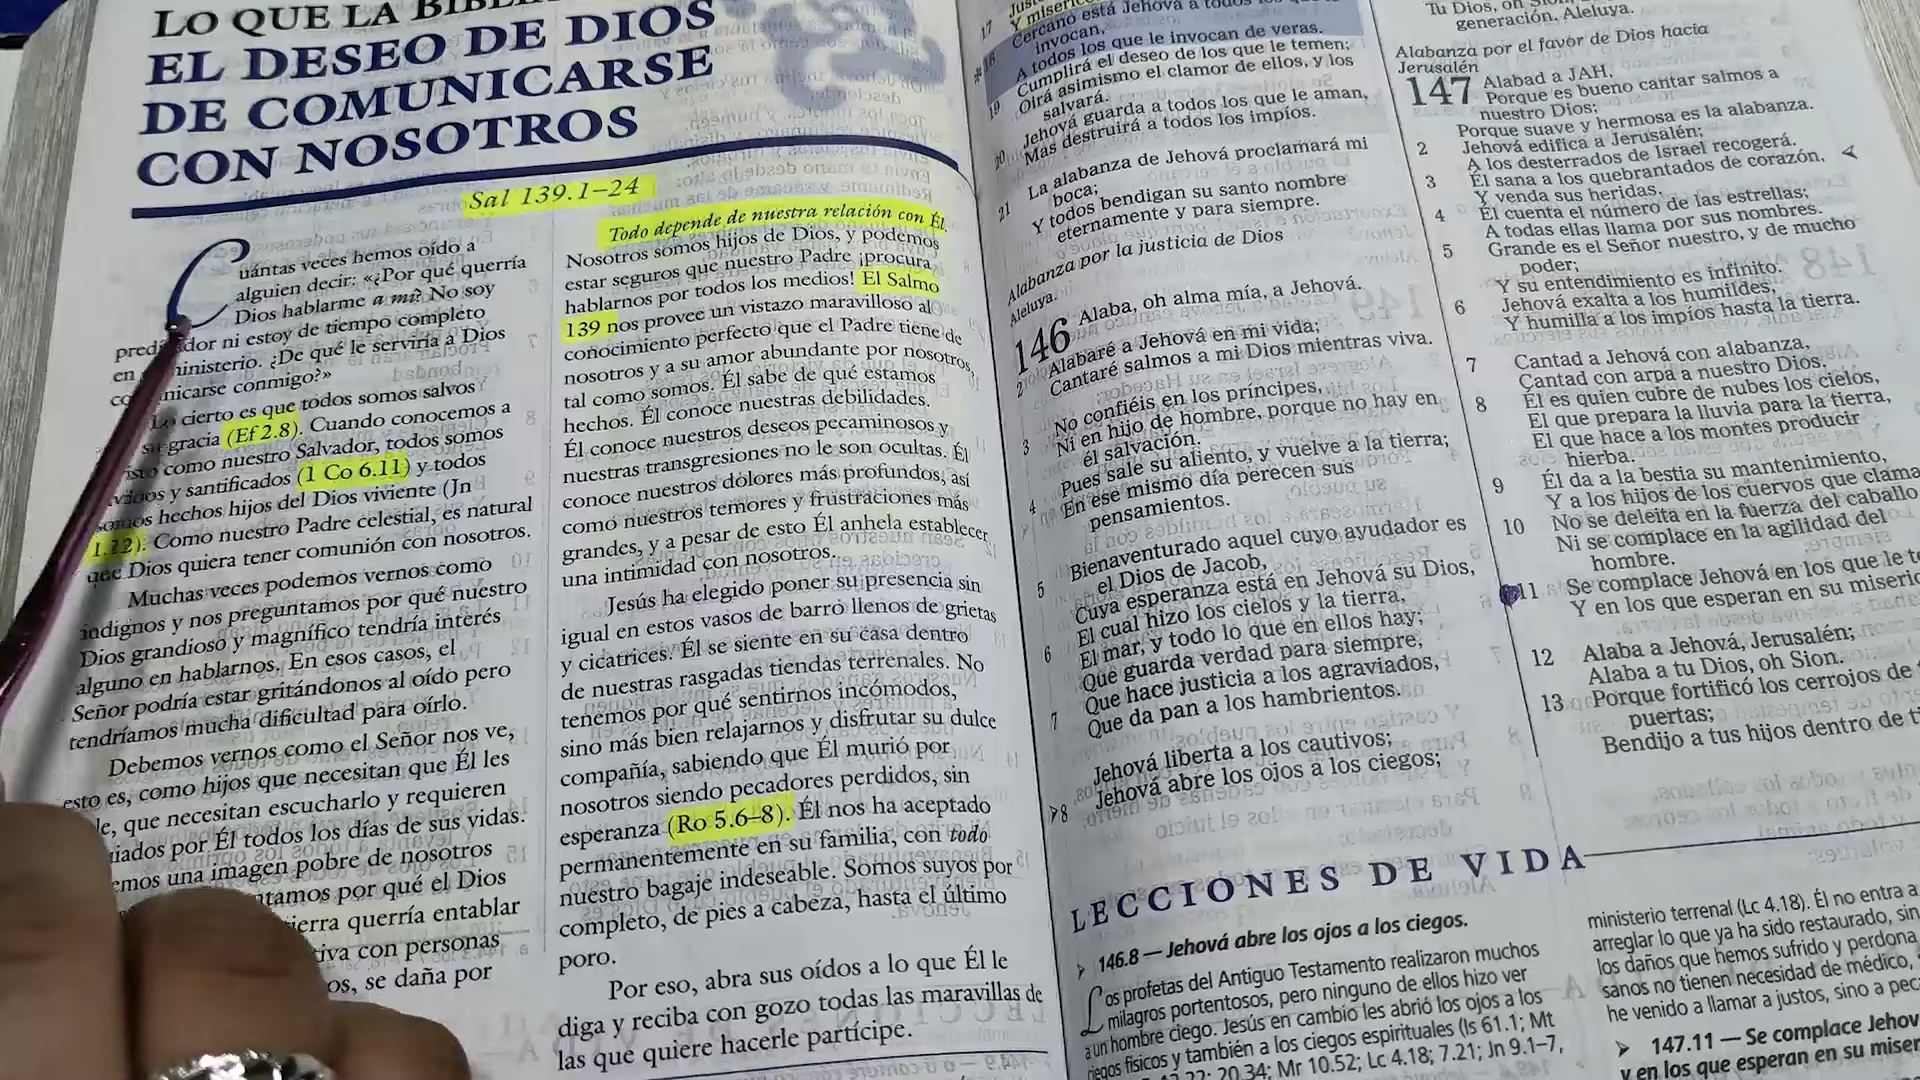 LO QUE LA
EL DESEO DE DIOS
DE COMUNICARSE
CON NOSOTROS
Sal 139.1–24
Cuántas veces hemos oído a
alguien decir: «¿Por qué querría
Dios hablarme a mí? No soy
ni estoy de tiempo completo
en ¿De qué le serviría a Dios
conmigo?»
Lo cierto es que todos somos salvos
gracia (Ef 2.8). Cuando conocemos a
como nuestro Salvador, todos somos
y santificados (1 Co 6.11) y todos
somos hechos hijos del Dios viviente (Jn
1.12). Como nuestro Padre celestial, es natural
que Dios quiera tener comunión con nosotros.
Muchas veces podemos vernos como
indignos y nos preguntamos por qué nuestro
Dios grandioso y magnífico tendría interés
alguno en hablarnos. En esos casos, el
Señor podría estar gritándonos al oído pero
tendríamos mucha dificultad para oírlo.
Debemos vernos como el Señor nos ve,
esto es, como hijos que necesitan que Él les
que necesitan escucharlo y requieren
por Él todos los días de sus vidas.
una imagen pobre de nosotros
por qué el Dios
querría entablar
con personas
se daña por
Todo depende de nuestra relación con Él.
Nosotros somos hijos de Dios, y podemos
estar seguros que nuestro Padre ¡procura
hablarnos por todos los medios! El Salmo
139 nos provee un vistazo maravilloso al
conocimiento perfecto que el Padre tiene de
nosotros y a su amor abundante por nosotros,
tal como somos. Él sabe de qué estamos
hechos. Él conoce nuestras debilidades.
Él conoce nuestros deseos pecaminosos y
nuestras transgresiones no le son ocultas. Él
conoce nuestros dolores más profundos, así
como nuestros temores y frustraciones más
grandes, y a pesar de esto Él anhela establecer
una intimidad con nosotros.
Jesús ha elegido poner su presencia sin
igual en estos vasos de barro llenos de grietas
y cicatrices. Él se siente en su casa dentro
de nuestras rasgadas tiendas terrenales. No
tenemos por qué sentirnos incómodos,
sino más bien relajarnos y disfrutar su dulce
compañía, sabiendo que Él murió por
nosotros siendo pecadores perdidos, sin
esperanza (Ro 5.6–8). Él nos ha aceptado
permanentemente en su familia, con todo
nuestro bagaje indeseable. Somos suyos por
completo, de pies a cabeza, hasta el último
poro.
Por eso, abra sus oídos a lo que Él le
diga y reciba con gozo todas las maravillas de
las que quiere hacerle partícipe.
17
Y
18 Cercano está Jehová a todos los que le
invocan,
A todos los que le invocan de veras.
19 Cumplirá el deseo de los que le temen;
Oirá asimismo el clamor de ellos, y los
salvará.
20 Jehová guarda a todos los que le aman,
Mas destruirá a todos los impíos.
21 La alabanza de Jehová proclamará mi
boca;
Y todos bendigan su santo nombre
eternamente y para siempre.
Alabanza por la justicia de Dios
Aleluya.
146 Alaba, oh alma mía, a Jehová.
2 Alabaré a Jehová en mi vida;
Cantaré salmos a mi Dios mientras viva.
3 No confiéis en los príncipes,
Ni en hijo de hombre, porque no hay en
él salvación.
4 Pues sale su aliento, y vuelve a la tierra;
En ese mismo día perecen sus
pensamientos.
5 Bienaventurado aquel cuyo ayudador es
el Dios de Jacob,
Cuya esperanza está en Jehová su Dios,
6 El cual hizo los cielos y la tierra,
El mar, y todo lo que en ellos hay;
Que guarda verdad para siempre,
7 Que hace justicia a los agraviados,
Que da pan a los hambrientos.
Jehová liberta a los cautivos;
8 Jehová abre los ojos a los ciegos;
Tu Dios, oh Sion,
generación, Aleluya.
Alabanza por el favor de Dios hacia
Jerusalén
147 Alabad a JAH,
Porque es bueno cantar salmos a
nuestro Dios;
Porque suave y hermosa es la alabanza.
2 Jehová edifica a Jerusalén;
A los desterrados de Israel recogerá.
3 Él sana a los quebrantados de corazón,
Y venda sus heridas.
4 Él cuenta el número de las estrellas;
A todas ellas llama por sus nombres.
5 Grande es el Señor nuestro, y de mucho
poder;
Y su entendimiento es infinito.
6 Jehová exalta a los humildes,
Y humilla a los impíos hasta la tierra.
7 Cantad a Jehová con alabanza,
Cantad con arpa a nuestro Dios.
8 Él es quien cubre de nubes los cielos,
El que prepara la lluvia para la tierra,
El que hace a los montes producir
hierba.
9 Él da a la bestia su mantenimiento,
Y a los hijos de los cuervos que
10 No se deleita en la fuerza del caballo
Ni se complace en la agilidad del
hombre.
11 Se complace Jehová en los que le
Y en los que esperan en su
12 Alaba a Jehová, Jerusalén;
Alaba a tu Dios, oh Sion.
13 Porque fortificó los cerrojos de
puertas;
Bendijo a tus hijos dentro de
LECCIONES DE VIDA
146.8 — Jehová abre los ojos a los ciegos.
Los profetas del Antiguo Testamento realizaron muchos
milagros portentosos, pero ninguno de ellos hizo ver
a un hombre ciego. Jesús en cambio les abrió los ojos a los
ciegos físicos y también a los ciegos espirituales (Is 61.1; Mt
20.34; Mr 10.52; Lc 4.18; 7.21; Jn 9.1–7,
ministerio terrenal (Lc 4.18). Él no entra a
arreglar lo que ya ha sido restaurado, sin
los daños que hemos sufrido y perdona
sanos no tienen necesidad de médico,
he venido a llamar a justos, sino a
147.11 — Se complace
y en los que esperan en su